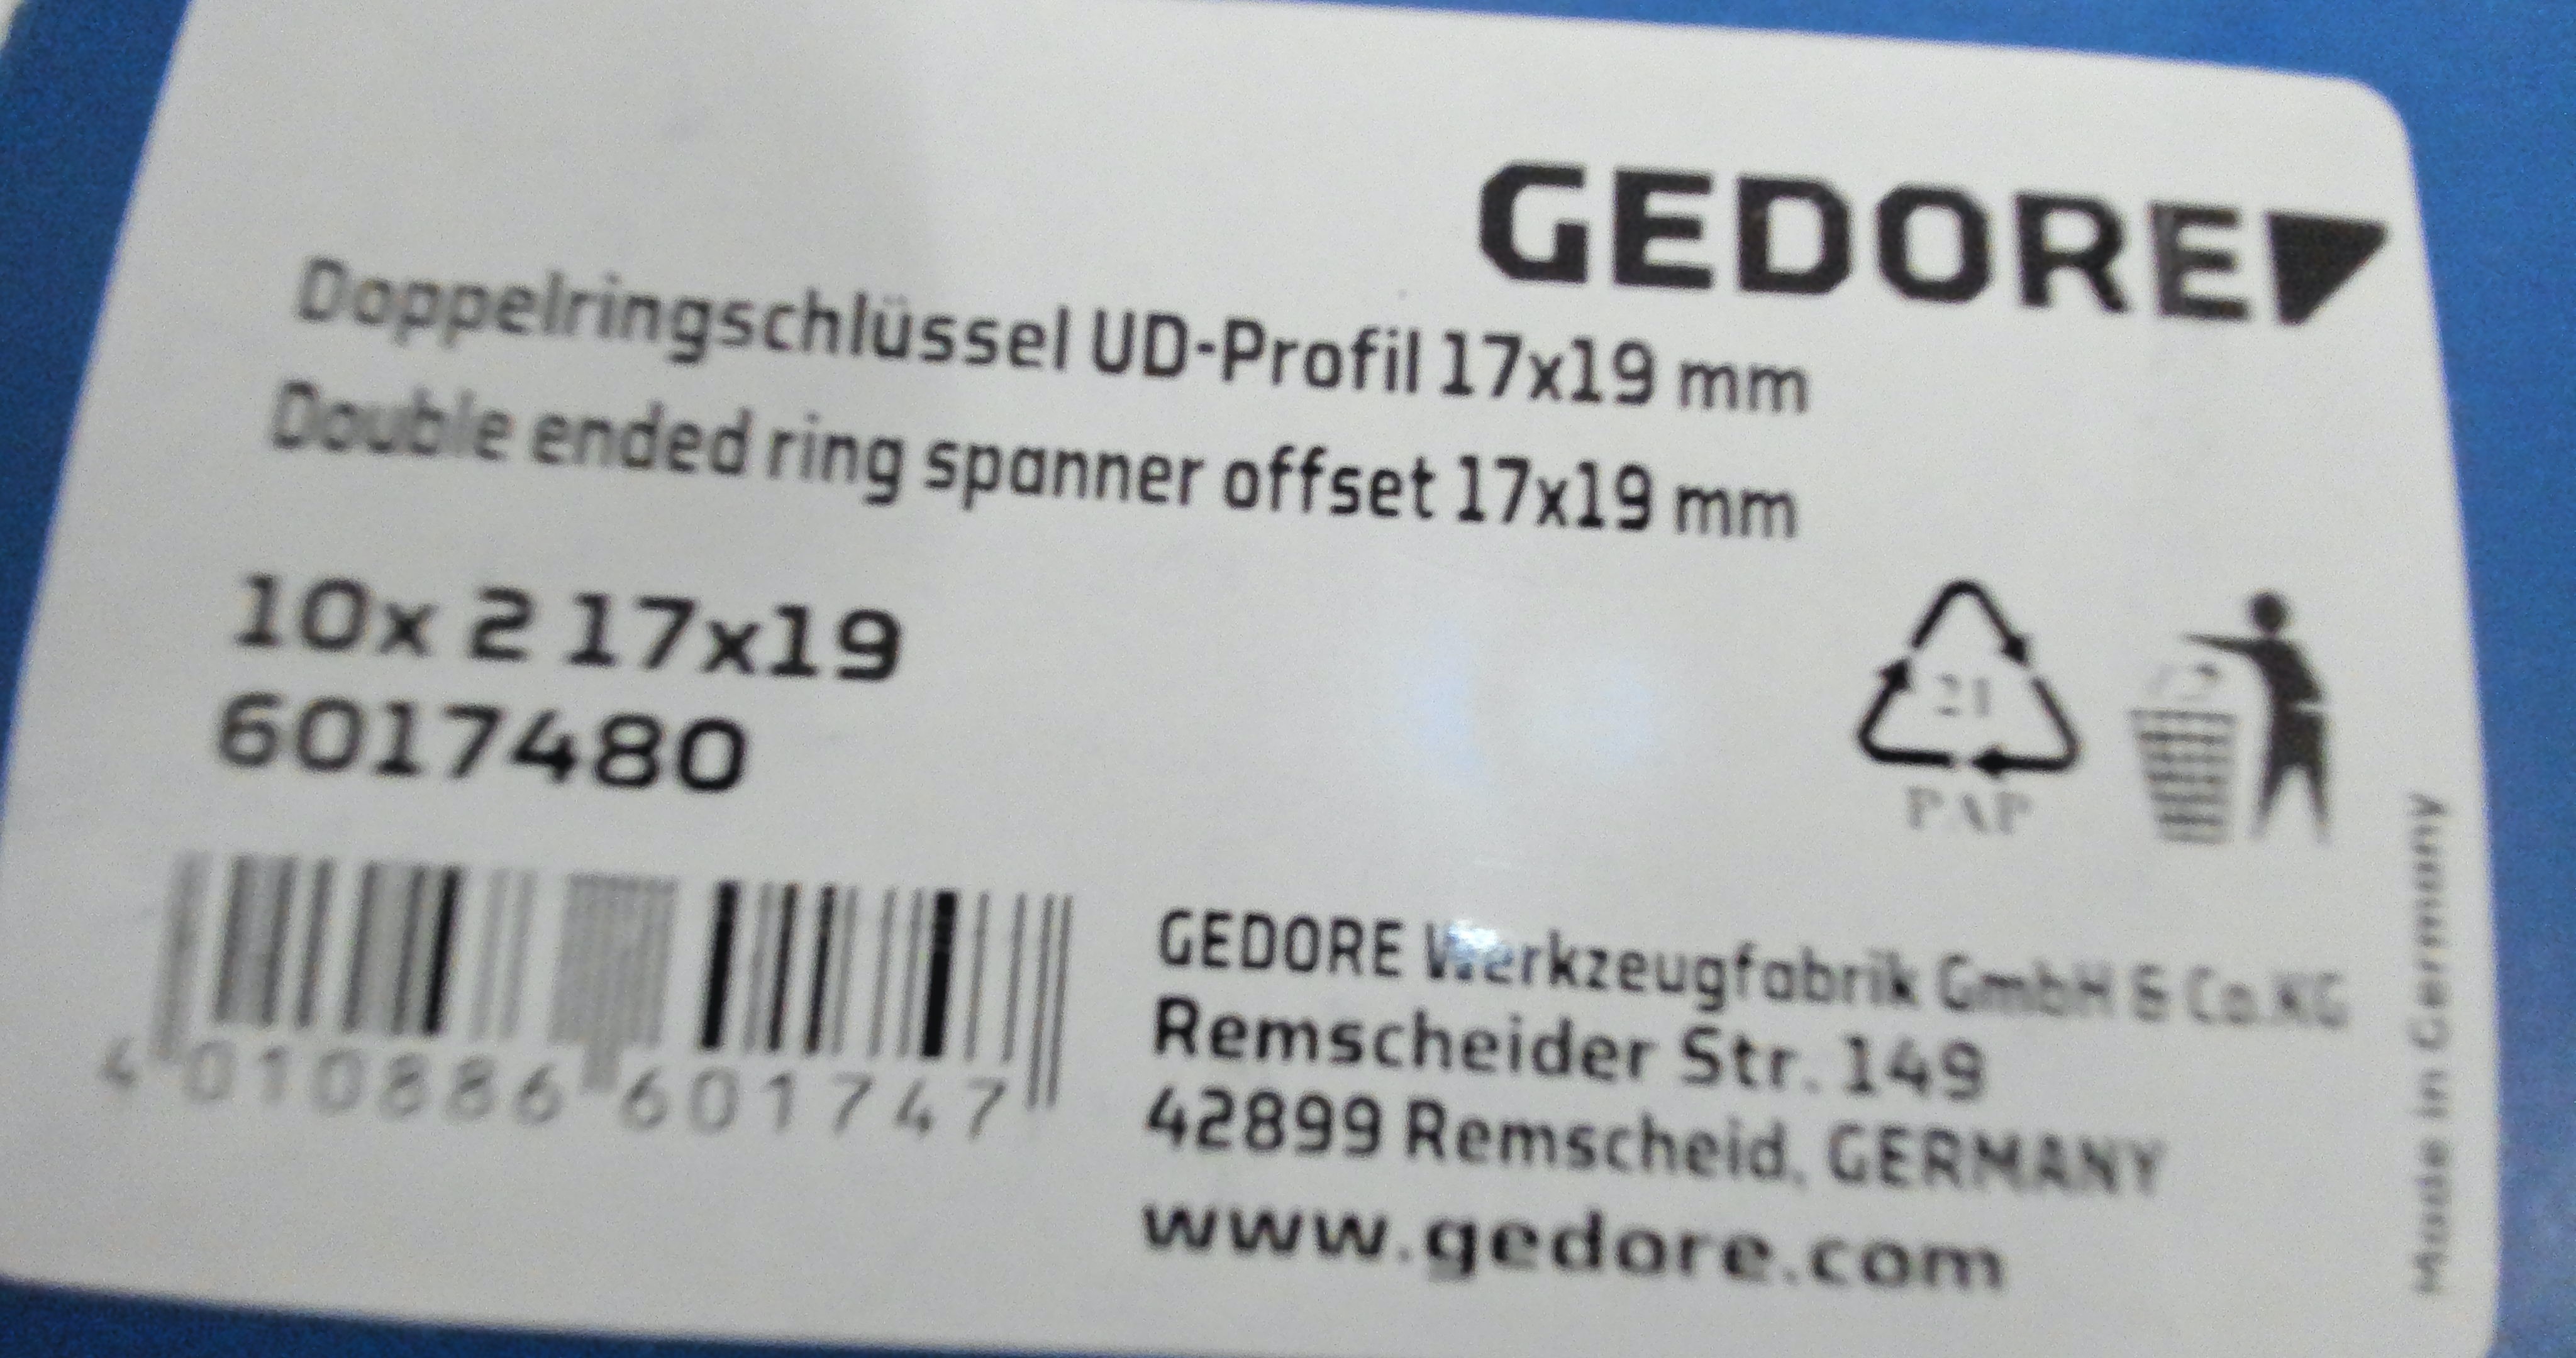 GEDORE
Doppelringschlüssel UD-Profil 17x19 mm
Double ended ring spanner offset 17x19 mm
10x 2 17x19
6017480
21
PAP
4 010886 601747
GEDORE Werkzeugfabrik GmbH & Co.KG
Remscheider Str. 149
42899 Remscheid, GERMANY
www.gedore.com
Made in Germany